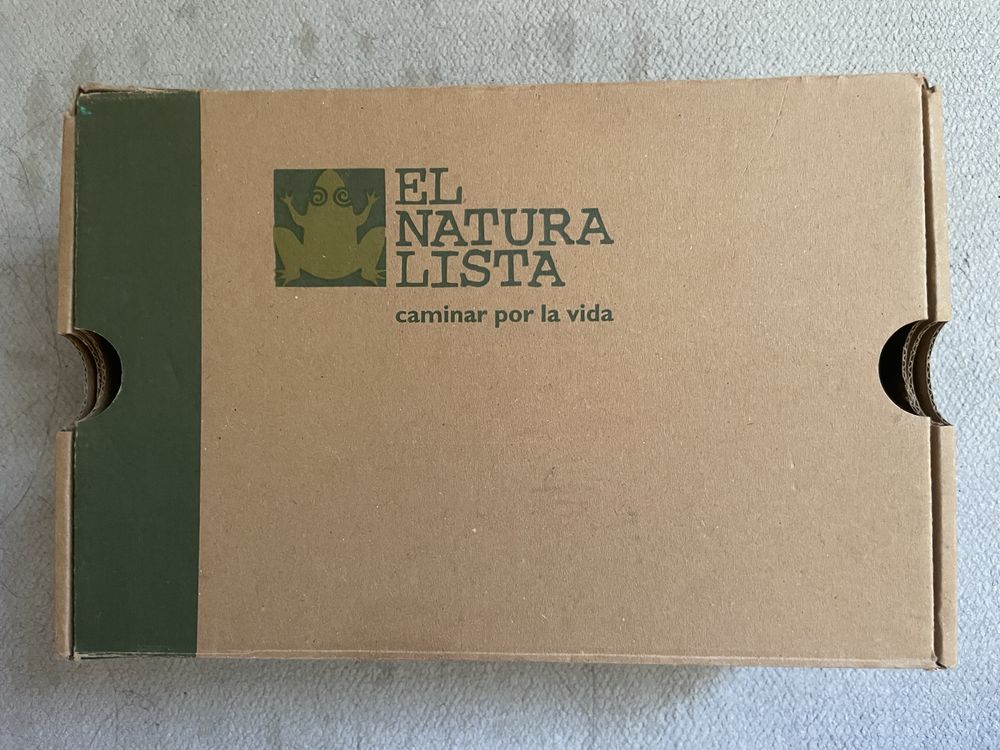 EL
NATURA
LISTA
caminar por la vida